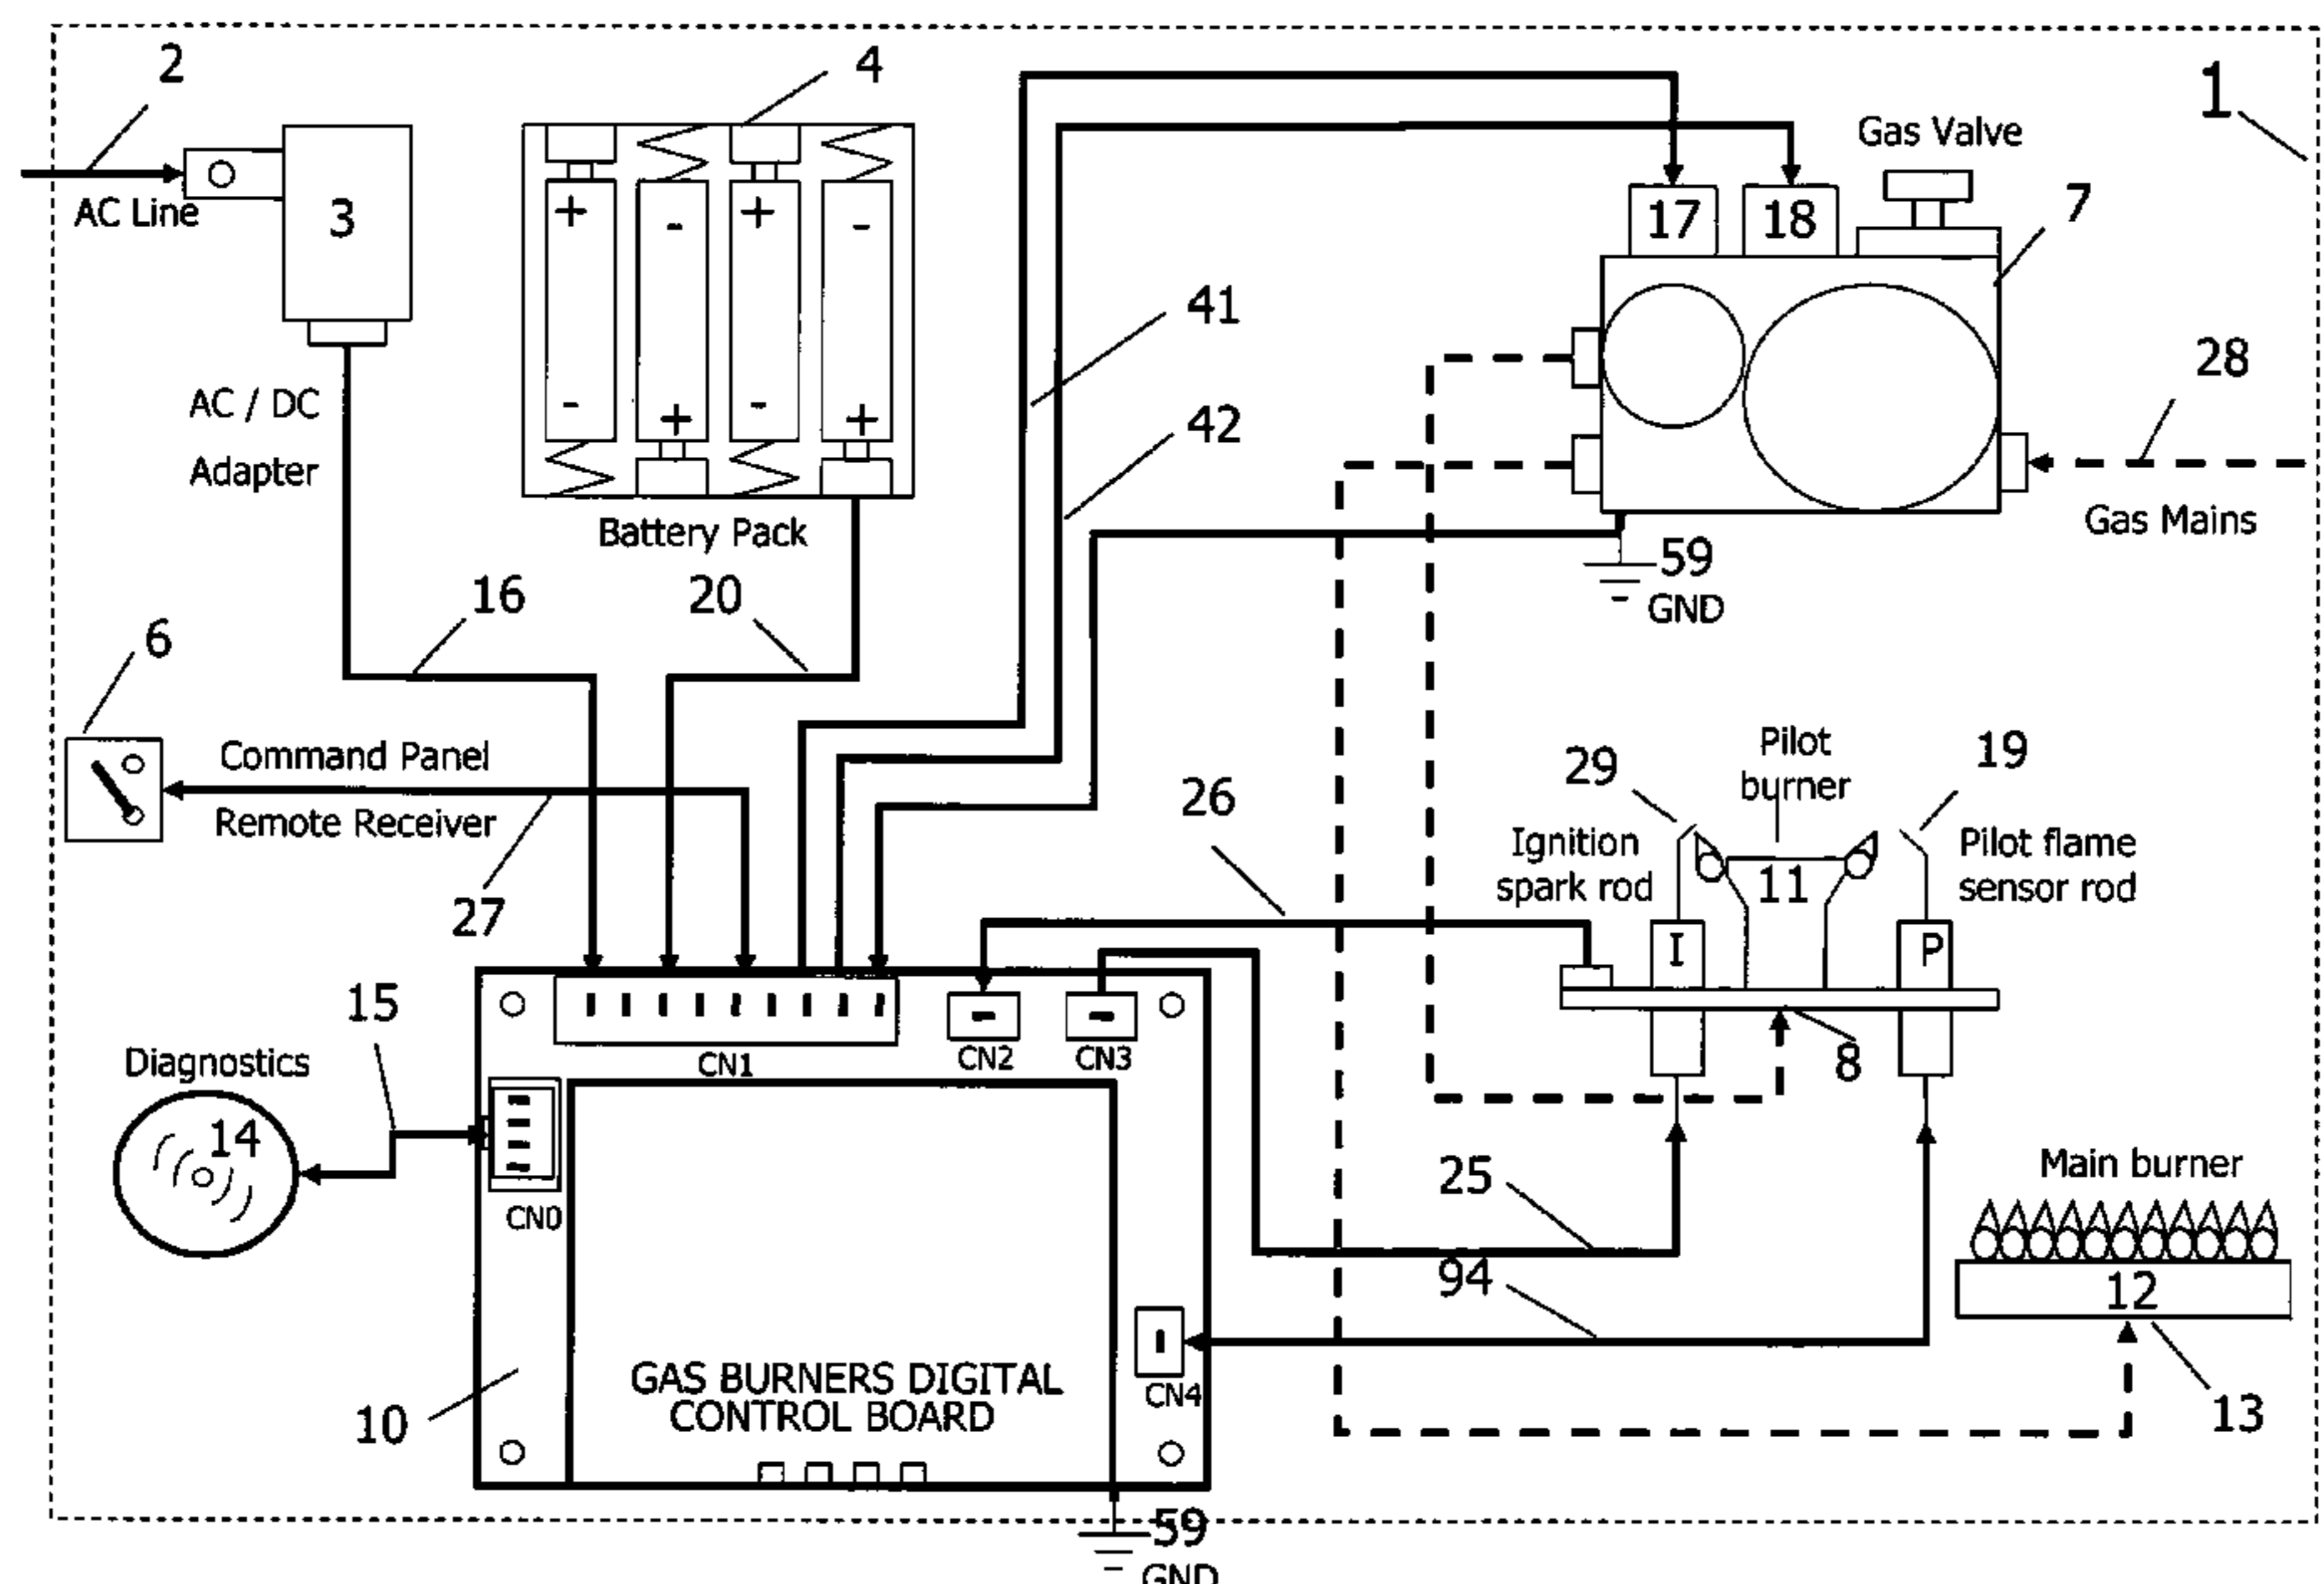 2
4
1
Gas Valve
AC Line
3
+
-
+
-
17
18
7
41
28
AC / DC
Adapter
-
+
-
+
42
Battery Pack
Gas Mains
59
GND
16
20
6
Command Panel
Remote Receiver
27
26
29
Pilot
burner
19
Ignition
spark rod
11
Pilot flame
sensor rod
I
P
15
CN1
CN2
CN3
8
Diagnostics
14
CN0
25
94
Main burner
12
13
GAS BURNERS DIGITAL
CONTROL BOARD
CN4
10
59
GND